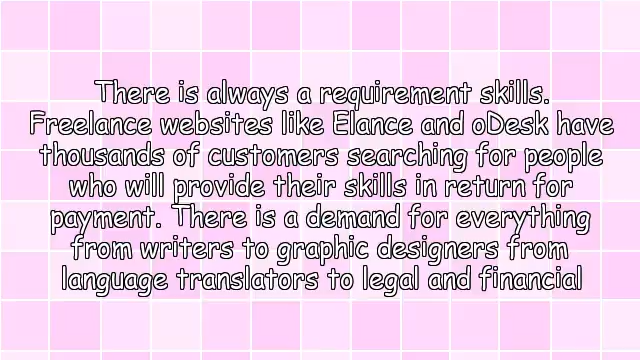 There is always a requirement skills.
Freelance websites like Elance and oDesk have
thousands of customers searching for people
who will provide their skills in return for
payment. There is a demand for everything
from writers to graphic designers from
language translators to legal and financial